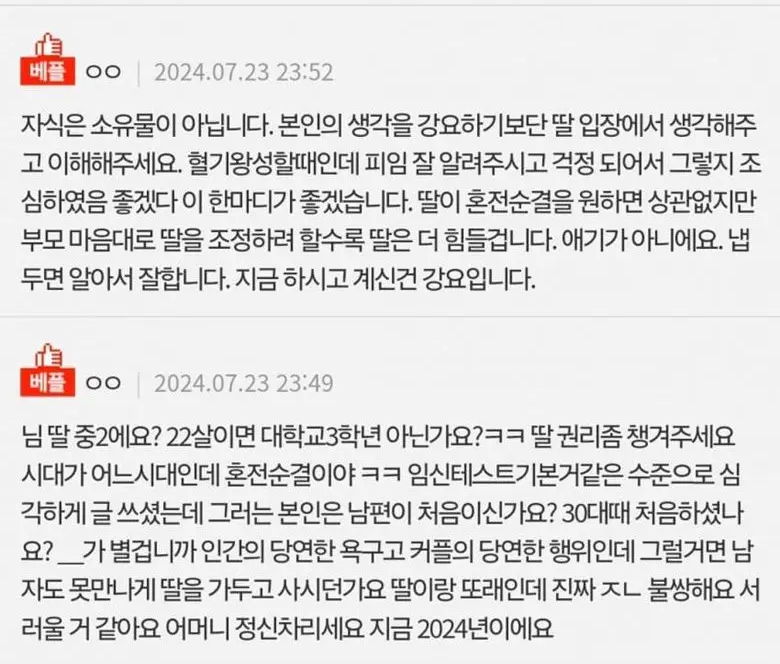 베플 ㅇㅇ | 2024.07.23 23:52
자식은 소유물이 아닙니다. 본인의 생각을 강요하기보단 딸 입장에서 생각해주
고 이해해주세요. 혈기왕성할때인데 피임 잘 알려주시고 걱정 되어서 그렇지 조
심하였음 좋겠다 이 한마디가 좋겠습니다. 딸이 혼전순결을 원하면 상관없지만
부모 마음대로 딸을 조정하려 할수록 딸은 더 힘들겁니다. 애기가 아니에요. 냅
두면 알아서 잘합니다. 지금 하시고 계신건 강요입니다.
베플 ㅇㅇ | 2024.07.23 23:49
님 딸 중2에요? 22살이면 대학교3학년 아닌가요?ㅋㅋ 딸 권리좀 챙겨주세요
시대가 어느시대인데 혼전순결이야 ㅋㅋ 임신테스트기본거같은 수준으로 심
각하게 글 쓰셨는데 그러는 본인은 남편이 처음이신가요? 30대때 처음하셨나
요? __가 별겁니까 인간의 당연한 욕구고 커플의 당연한 행위인데 그럴거면 남
자도 못만나게 딸을 가두고 사시던가요 딸이랑 또래인데 진짜 ㅈㄴ 불쌍해요 서
러울 거 같아요 어머니 정신차리세요 지금 2024년이에요